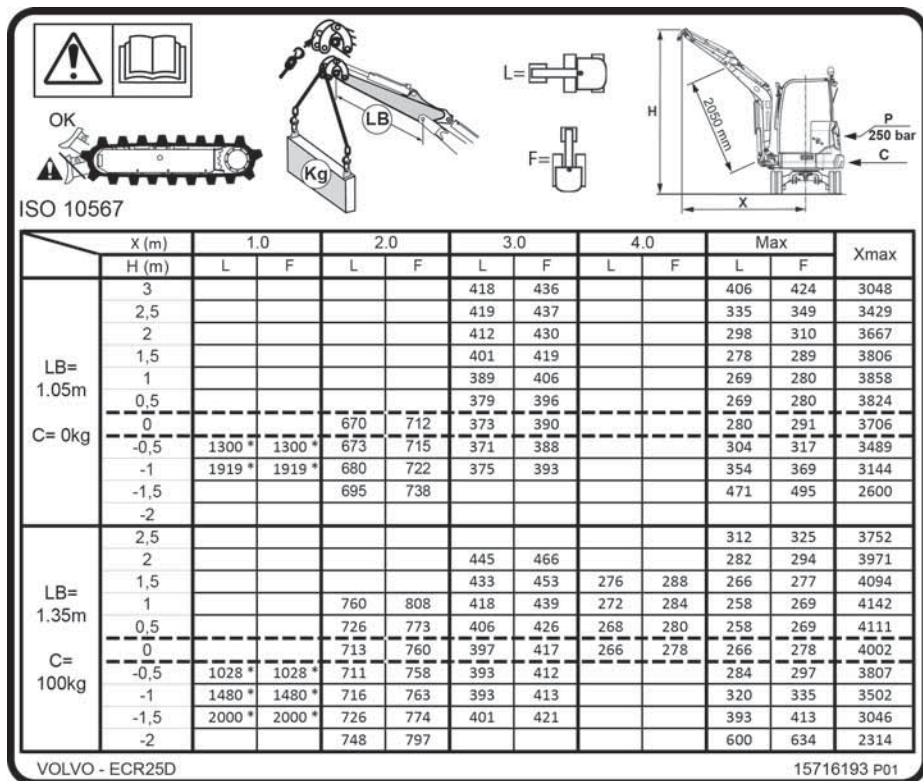 OK
ISO 10567
LB
Kg
L=
F=
H
2050 mm
P
250 bar
C
X
X (m) 1.0 2.0 3.0 4.0 Max Xmax
H (m) L F L F L F L F L F
LB=
1.05m
C= 0kg
3 418 436 406 424 3048
2,5 419 437 335 349 3429
2 412 430 298 310 3667
1,5 401 419 278 289 3806
1 389 406 269 280 3858
0,5 379 396 269 280 3824
0 670 712 373 390 280 291 3706
-0,5 1300 * 1300 * 673 715 371 388 304 317 3489
-1 1919 * 1919 * 680 722 375 393 354 369 3144
-1,5 695 738 471 495 2600
-2
LB=
1.35m
C=
100kg
2,5 312 325 3752
2 445 466 282 294 3971
1,5 433 453 276 288 266 277 4094
1 760 808 418 439 272 284 258 269 4142
0,5 726 773 406 426 268 280 258 269 4111
0 713 760 397 417 266 278 266 278 4002
-0,5 1028 * 1028 * 711 758 393 412 284 297 3807
-1 1480 * 1480 * 716 763 393 413 320 335 3502
-1,5 2000 * 2000 * 726 774 401 421 393 413 3046
-2 748 797 600 634 2314
VOLVO - ECR25D 15716193 P01